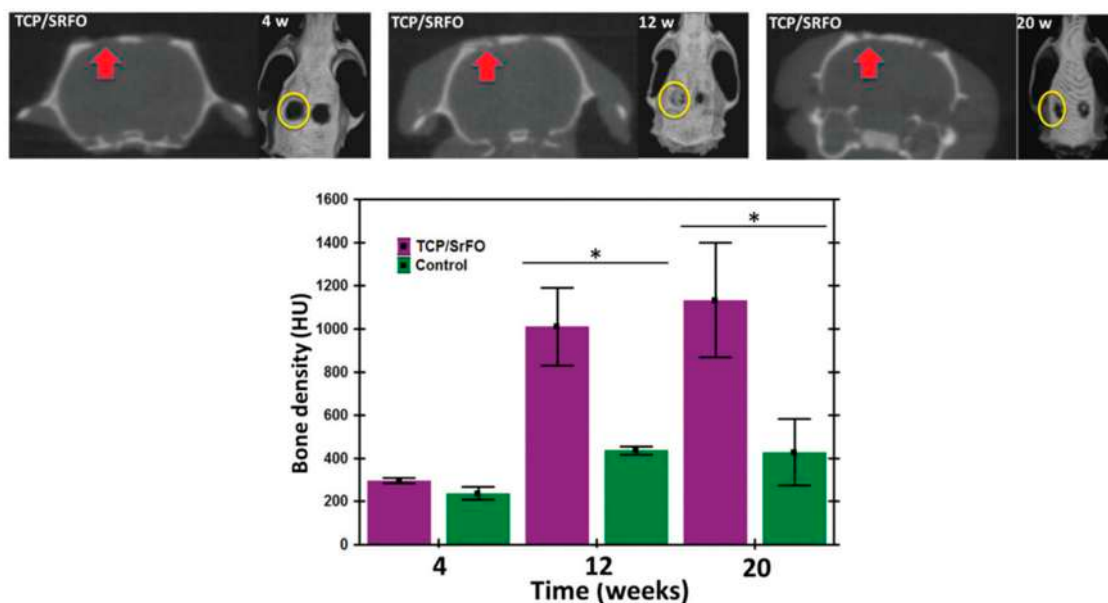 TCP/SRFO
4 w
TCP/SRFO
12 w
TCP/SRFO
20 w
1600
1400
1200
1000
800
600
400
200
0
Bone density (HU)
TCP/SrFO
Control
*
*
4
12
20
Time (weeks)